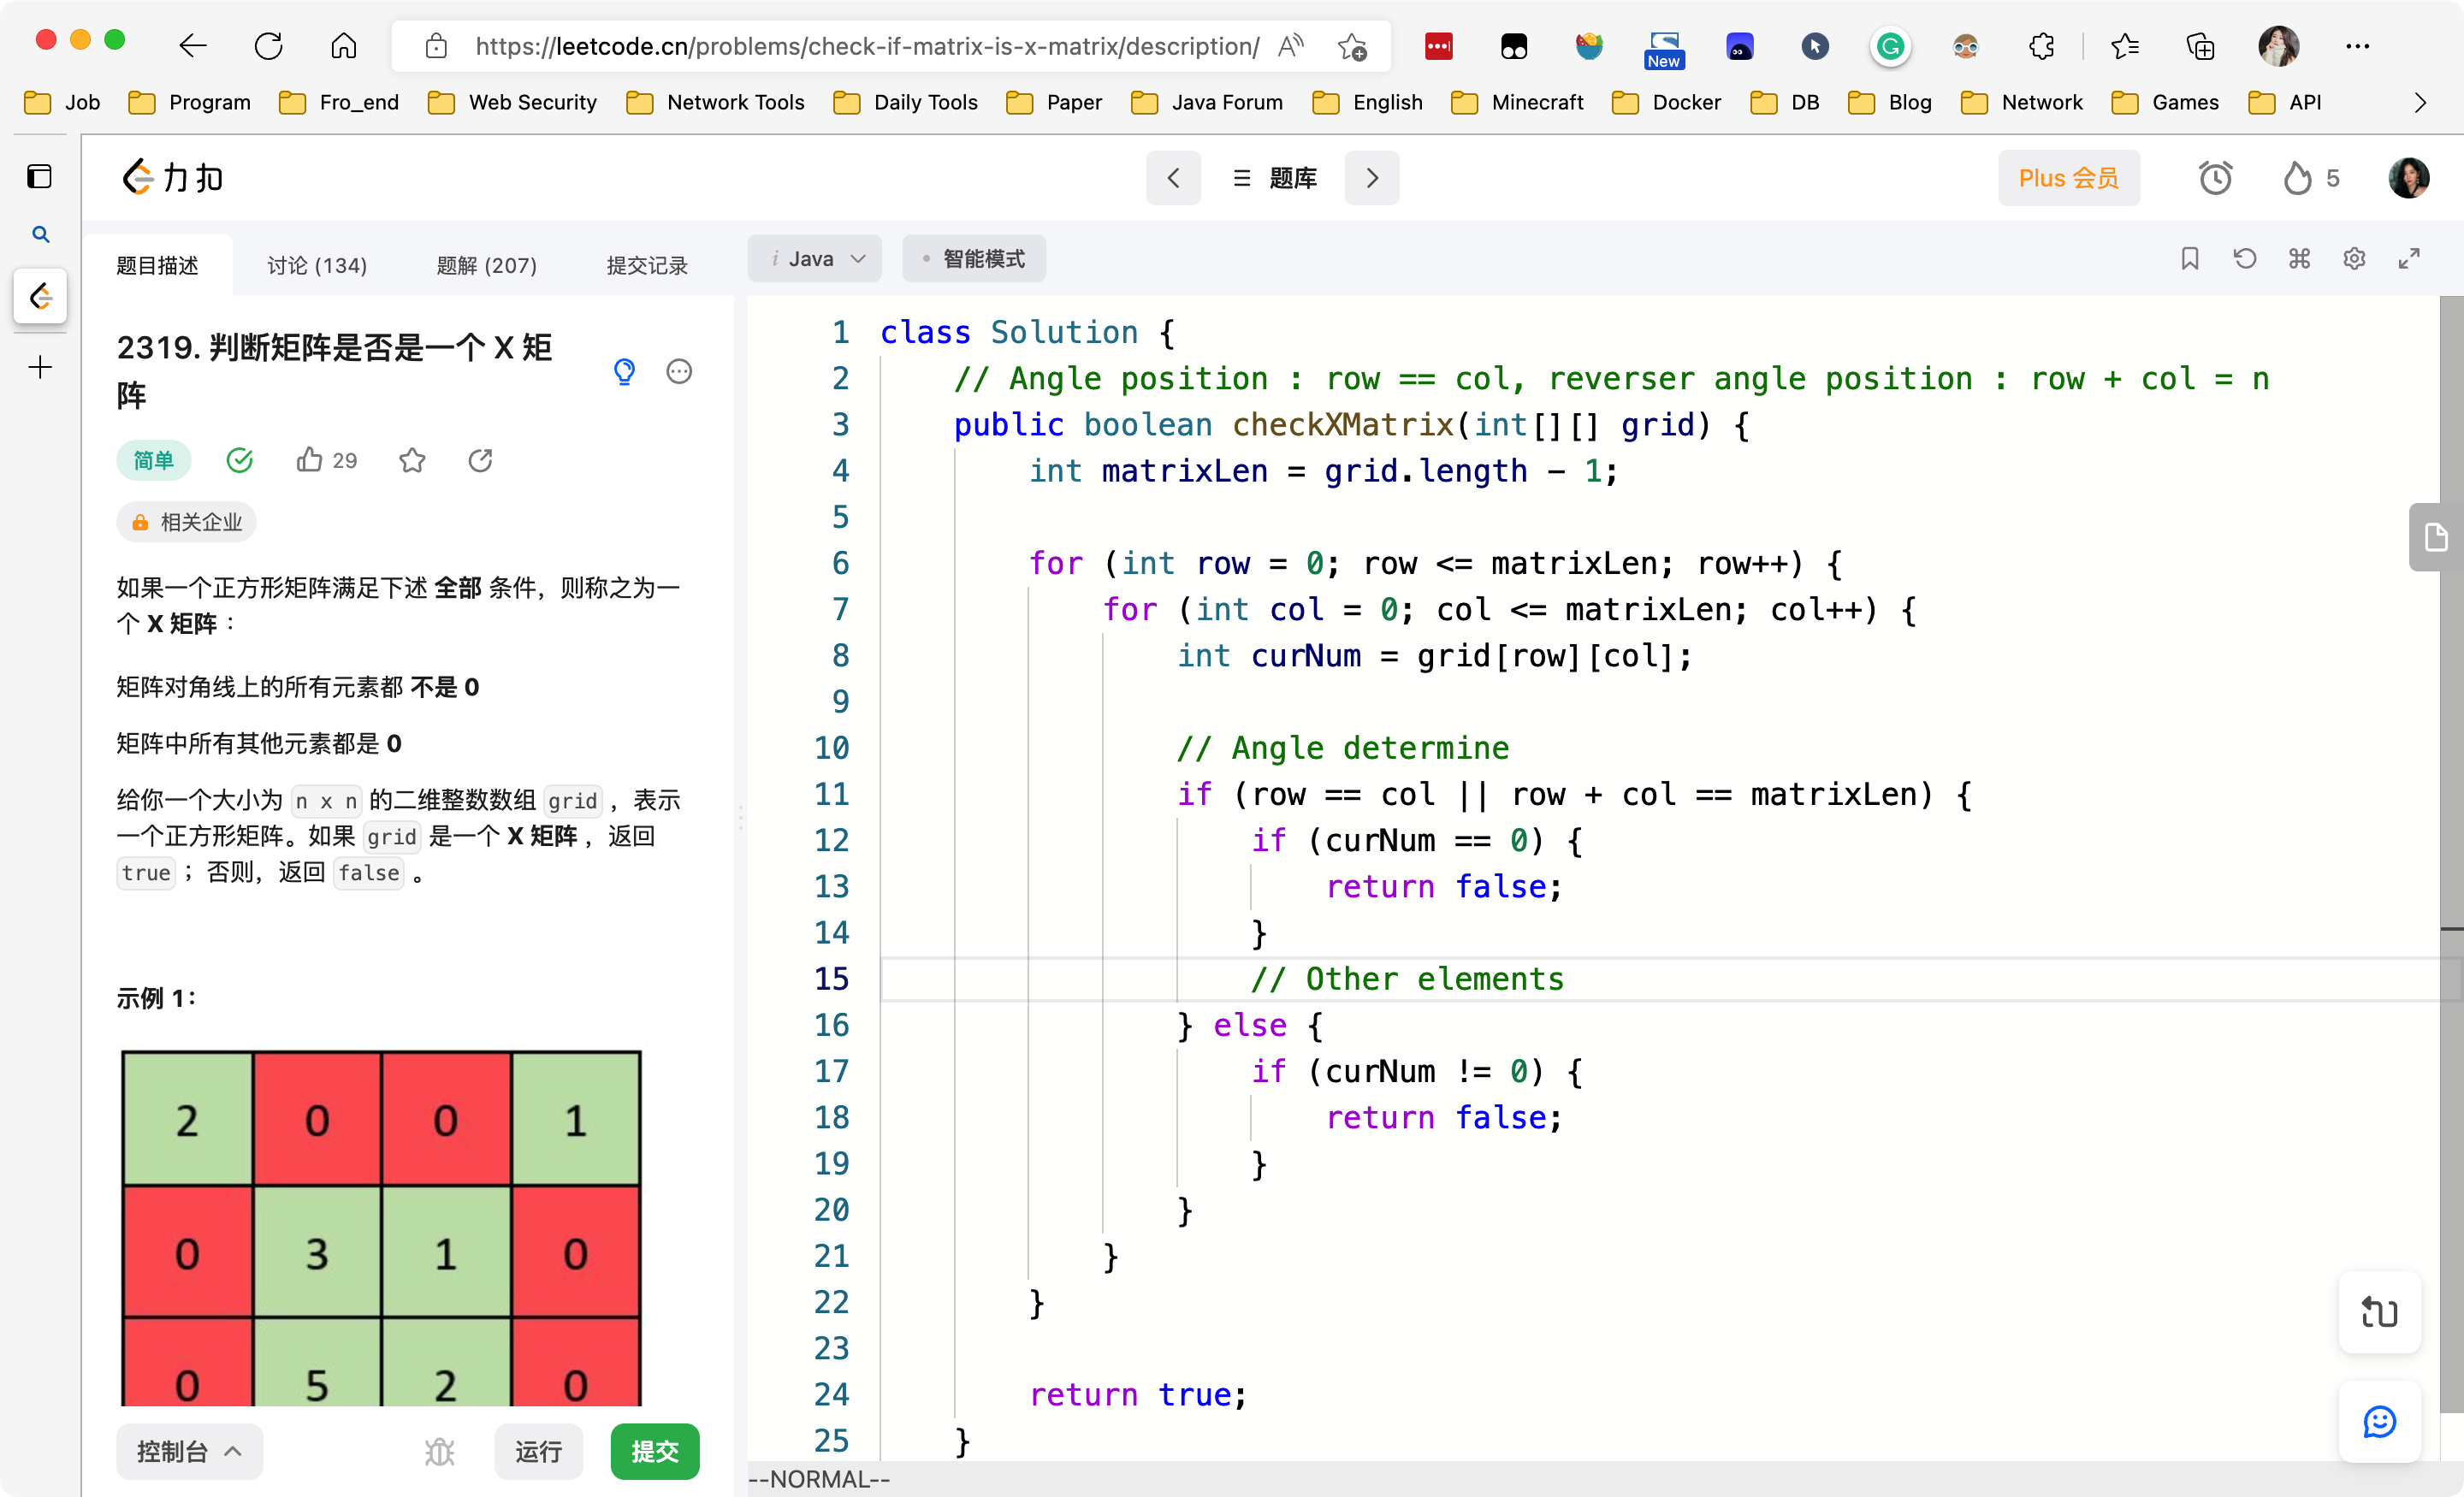 https://leetcode.cn/problems/check-if-matrix-is-x-matrix/description/
New
Job Program Fro_end Web Security Network Tools Daily Tools Paper Java Forum English Minecraft Docker DB Blog Network Games API
力扣
题库
Plus 会员
5
题目描述 讨论 (134) 题解 (207) 提交记录
2319. 判断矩阵是否是一个 X 矩
阵
简单
29
相关企业
如果一个正方形矩阵满足下述 全部 条件，则称之为一
个 X 矩阵：
矩阵对角线上的所有元素都 不是 0
矩阵中所有其他元素都是 0
给你一个大小为 n x n 的二维整数数组 grid ，表示
一个正方形矩阵。如果 grid 是一个 X 矩阵 ，返回
true ；否则，返回 false 。
示例 1：
2 0 0 1
0 3 1 0
0 5 2 0
控制台
运行
提交
i Java
智能模式
1 class Solution {
2     // Angle position : row == col, reverser angle position : row + col = n
3     public boolean checkXMatrix(int[][] grid) {
4         int matrixLen = grid.length - 1;
5
6         for (int row = 0; row <= matrixLen; row++) {
7             for (int col = 0; col <= matrixLen; col++) {
8                 int curNum = grid[row][col];
9
10                 // Angle determine
11                 if (row == col || row + col == matrixLen) {
12                     if (curNum == 0) {
13                         return false;
14                     }
15                     // Other elements
16                 } else {
17                     if (curNum != 0) {
18                         return false;
19                     }
20                 }
21             }
22         }
23
24         return true;
25     }
--NORMAL--